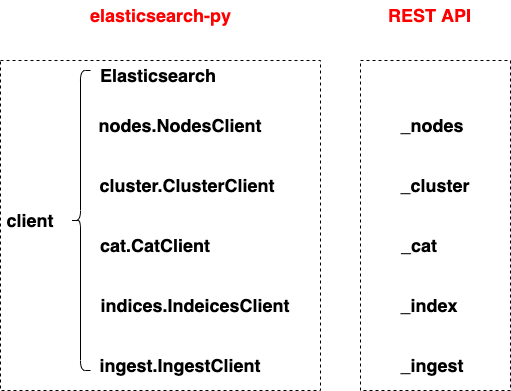 elasticsearch-py REST API
Elasticsearch
nodes.NodesClient _nodes
cluster.ClusterClient _cluster
client
cat.CatClient _cat
indices.IndeicesClient _index
ingest.IngestClient _ingest